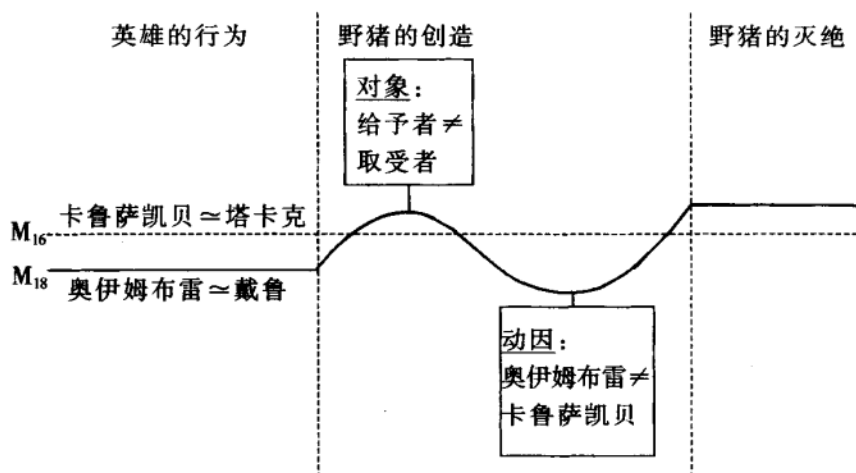 英雄的行为
野猪的创造
野猪的灭绝
对象：
给予者≠
取受者
卡鲁萨凯贝≃塔卡克
M₁₆
M₁₈
奥伊姆布雷≃戴鲁
动因：
奥伊姆布雷≠
卡鲁萨凯贝